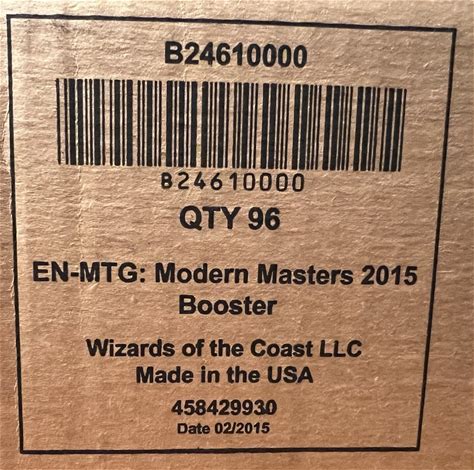 B24610000
B24610000
QTY 96
EN-MTG: Modern Masters 2015
Booster
Wizards of the Coast LLC
Made in the USA
458429930
Date 02/2015